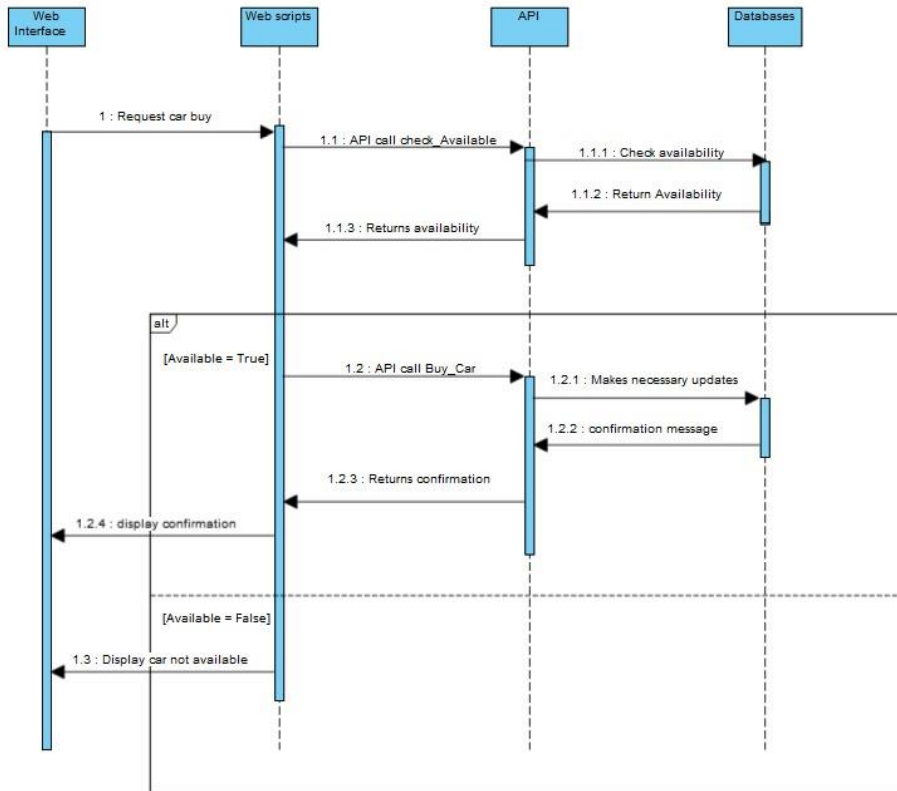 Web
Interface
Web scripts
API
Databases
1 : Request car buy
1.1 : API call check_Available
1.1.1 : Check availability
1.1.2 : Return Availability
1.1.3 : Returns availability
alt
[Available = True]
1.2 : API call Buy_Car
1.2.1 : Makes necessary updates
1.2.2 : confirmation message
1.2.3 : Returns confirmation
1.2.4 : display confirmation
[Available = False]
1.3 : Display car not available